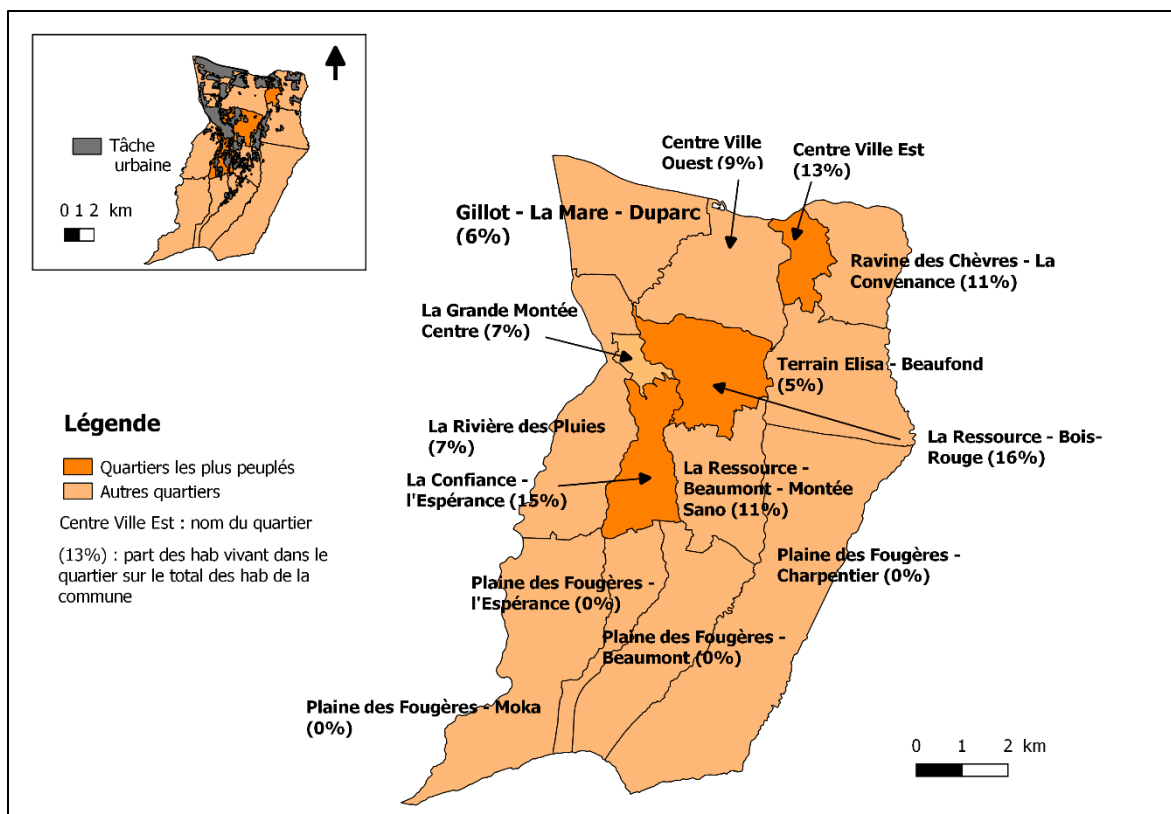 Tâche
urbaine
0 1 2 km
Centre Ville
Ouest (9%)
Centre Ville Est
(13%)
Gillot - La Mare - Duparc
(6%)
Ravine des Chèvres - La
Convenance (11%)
La Grande Montée
Centre (7%)
Terrain Elisa - Beaufond
(5%)
Légende
Quartiers les plus peuplés
Autres quartiers
Centre Ville Est : nom du quartier
(13%) : part des hab vivant dans le
quartier sur le total des hab de la
commune
La Rivière des Pluies
(7%)
La Ressource - Bois-
Rouge (16%)
La Confiance -
l'Espérance (15%)
La Ressource -
Beaumont - Montée
Sano (11%)
Plaine des Fougères -
Charpentier (0%)
Plaine des Fougères -
l'Espérance (0%)
Plaine des Fougères -
Beaumont (0%)
Plaine des Fougères - Moka
(0%)
0 1 2 km